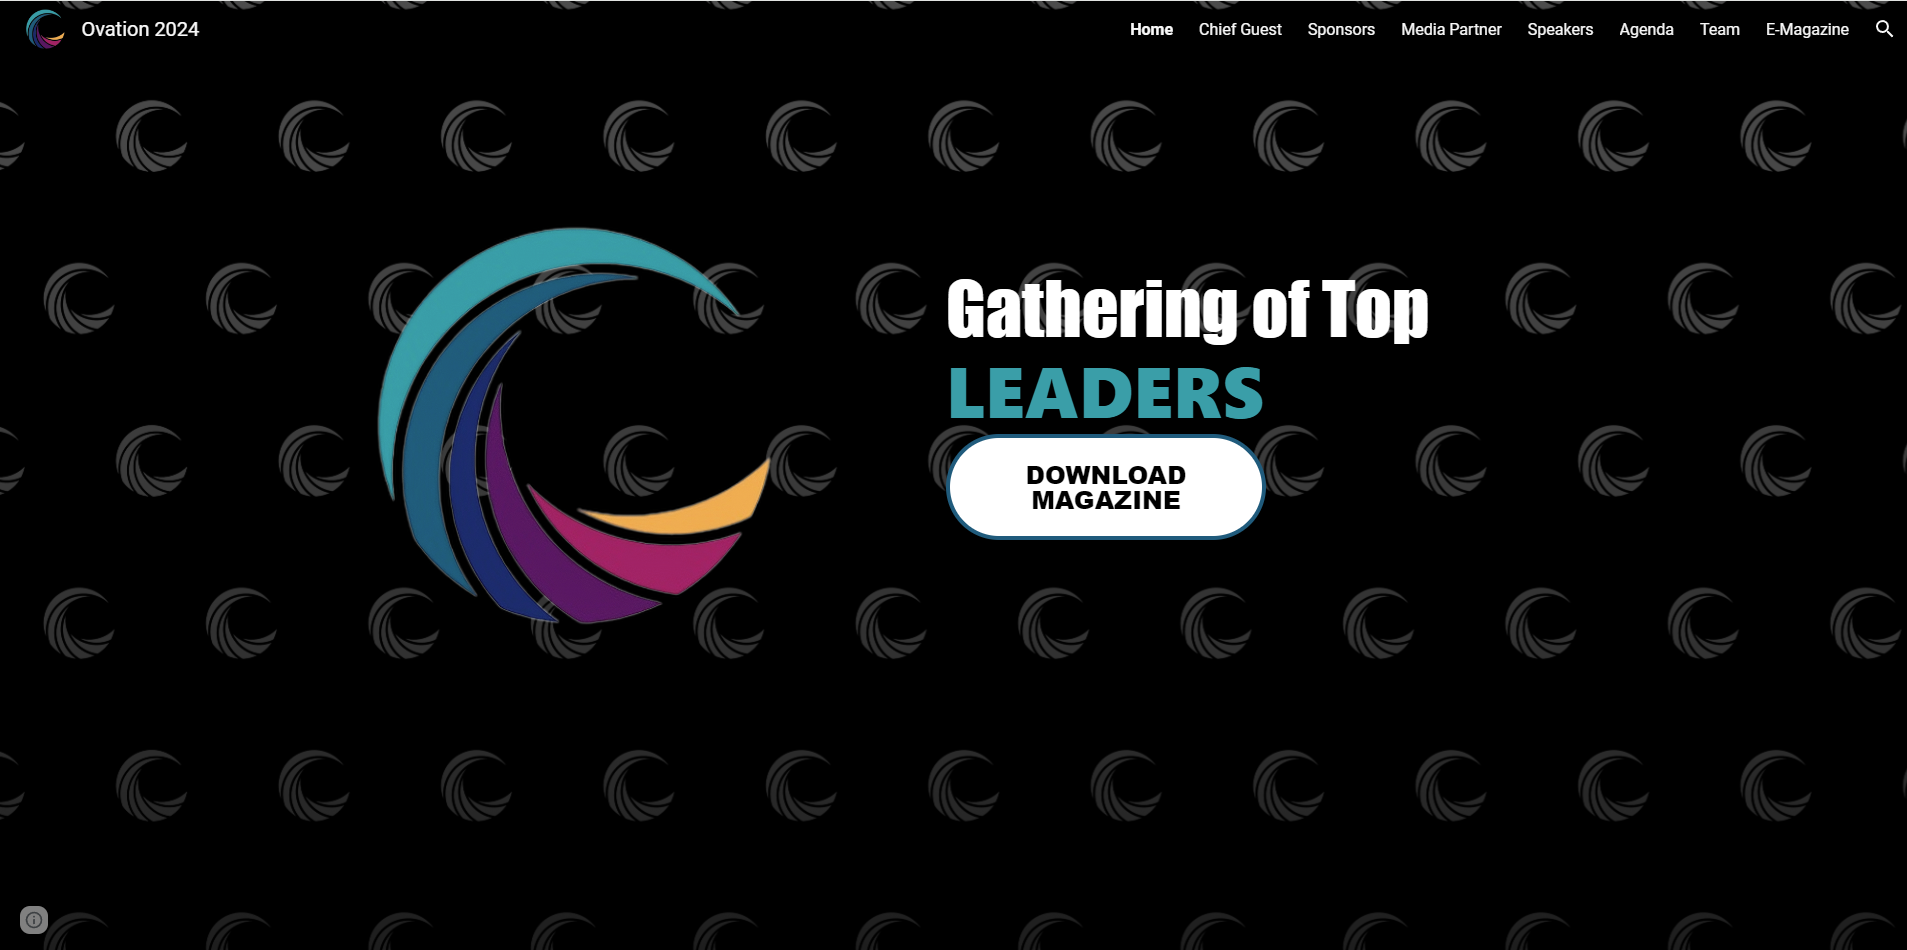 Ovation 2024
Home Chief Guest Sponsors Media Partner Speakers Agenda Team E-Magazine
Gathering of Top
LEADERS
DOWNLOAD
MAGAZINE